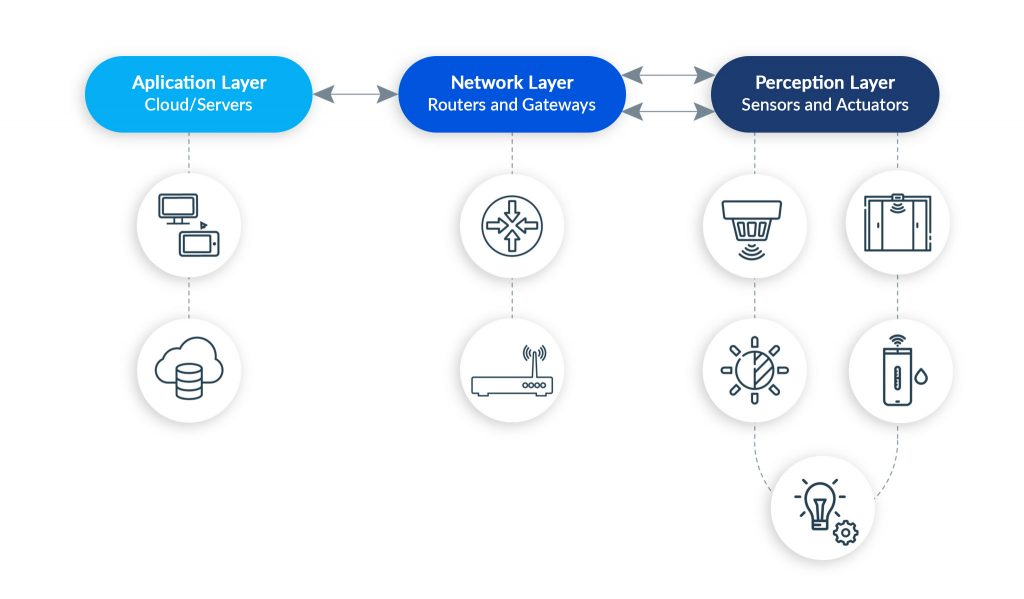 Aplication Layer
Cloud/Servers
Network Layer
Routers and Gateways
Perception Layer
Sensors and Actuators